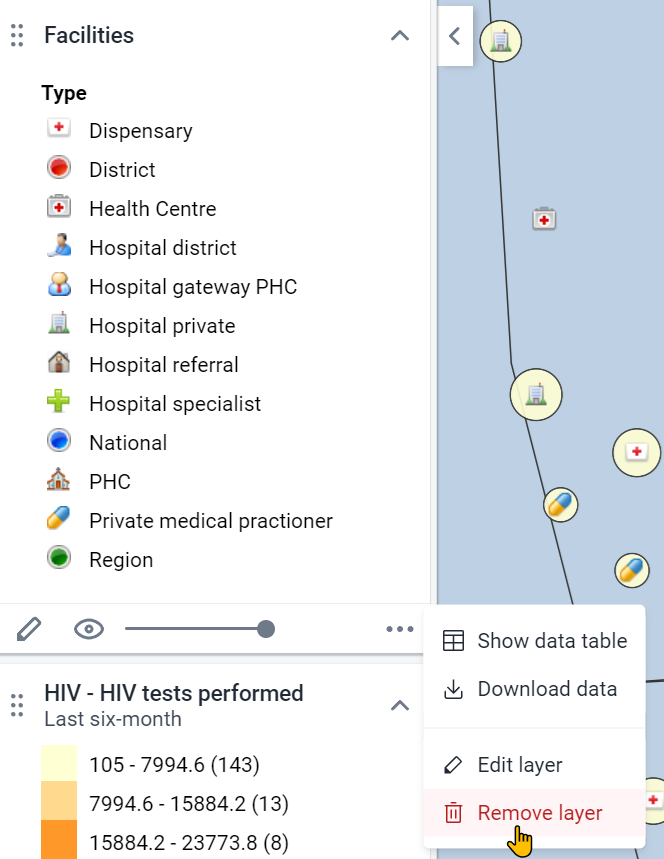 Facilities
Type
Dispensary
District
Health Centre
Hospital district
Hospital gateway PHC
Hospital private
Hospital referral
Hospital specialist
National
PHC
Private medical practioner
Region
Show data table
Download data
Edit layer
Remove layer
HIV - HIV tests performed
Last six-month
105 - 7994.6 (143)
7994.6 - 15884.2 (13)
15884.2 - 23773.8 (8)